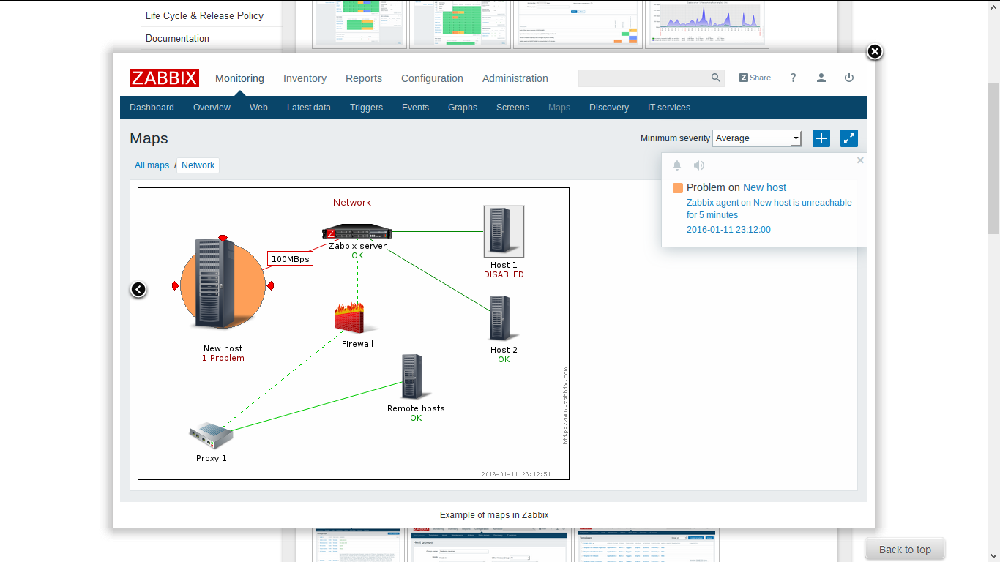 Life Cycle & Release Policy
Documentation
ZABBIX
Monitoring Inventory Reports Configuration Administration
Z Share ?
Dashboard Overview Web Latest data Triggers Events Graphs Screens Maps Discovery IT services
Maps
Minimum severity Average
All maps / Network
Problem on New host
Zabbix agent on New host is unreachable
for 5 minutes
2016-01-11 23:12:00
Network
Z
Zabbix server
OK
100MBps
Host 1
DISABLED
New host
1 Problem
Firewall
Host 2
OK
Remote hosts
OK
Proxy 1
http://www.zabbix.com
2016-01-11 23:12:51
Example of maps in Zabbix
ZABBIX
Host groups
Templates
Back to top